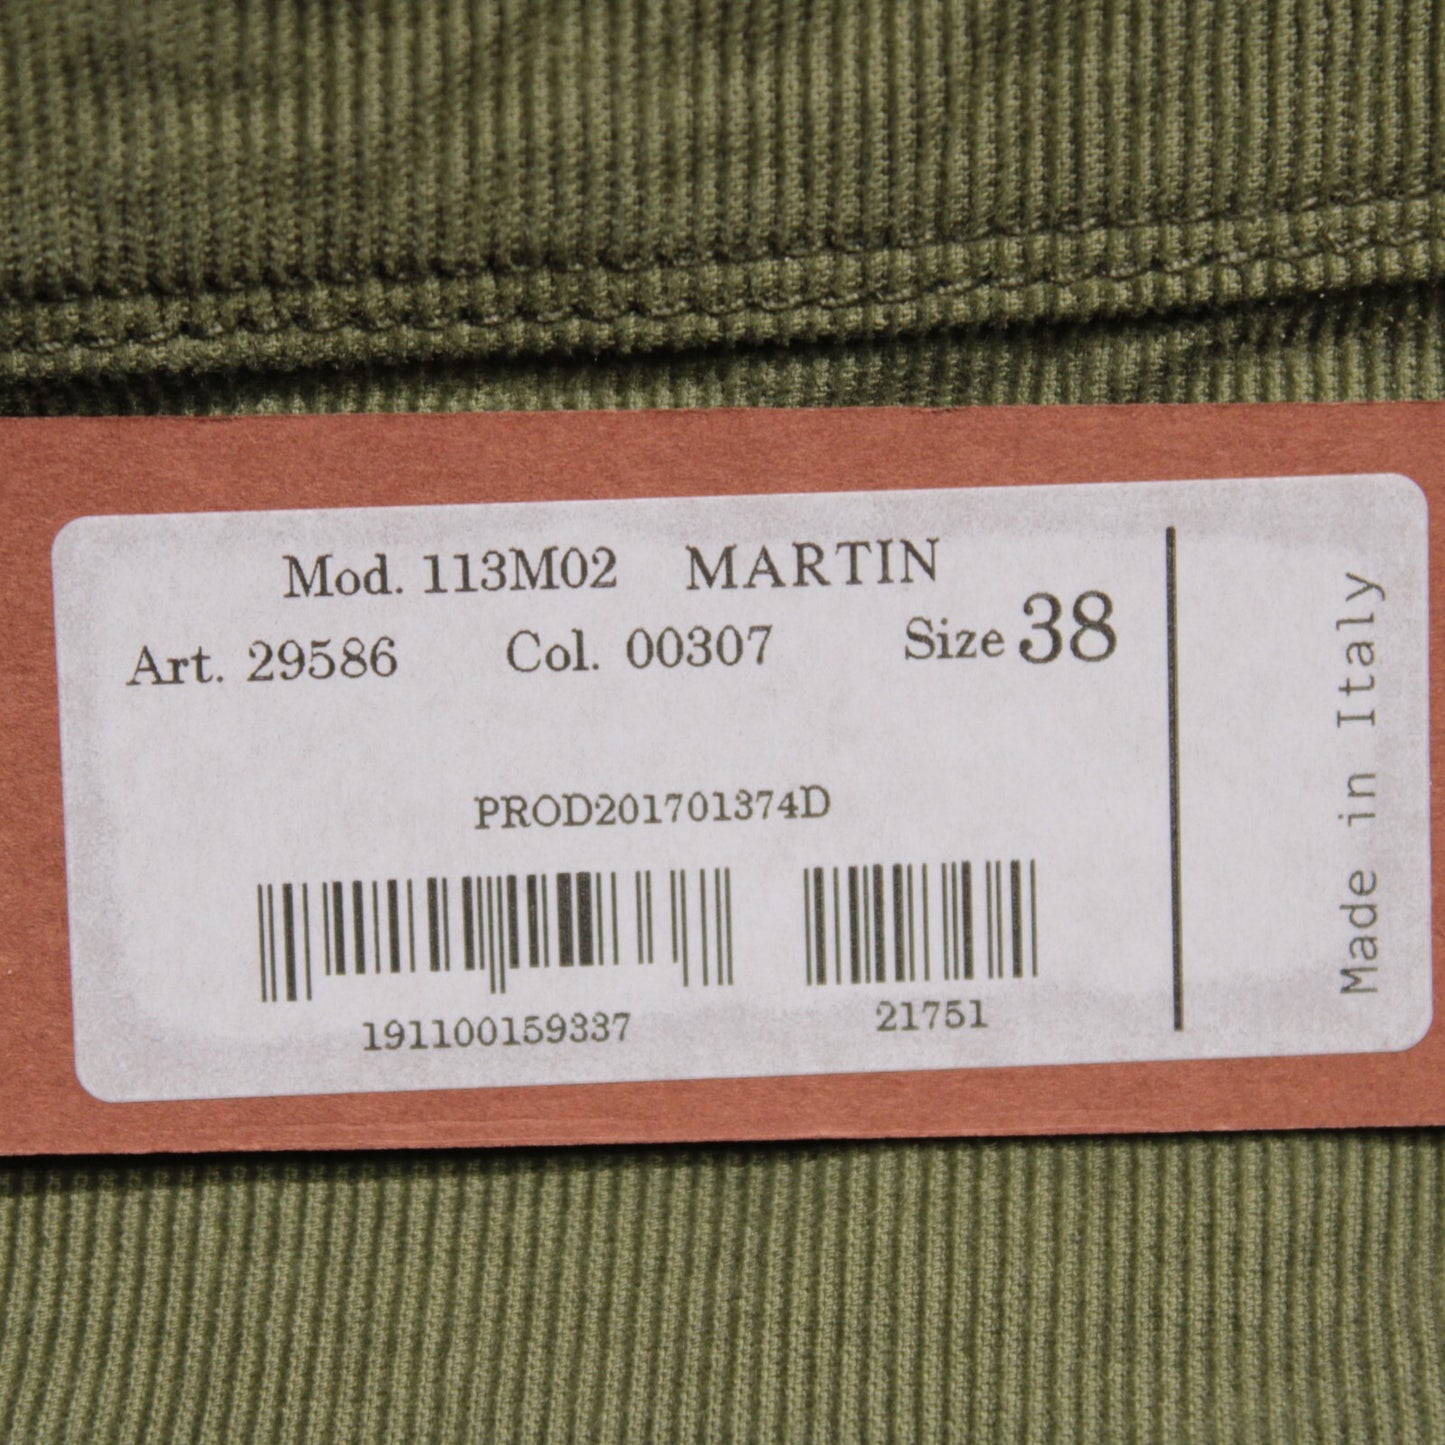 Mod. 113M02 MARTIN
Art. 29586 Col. 00307 Size 38
PROD201701374D
191100159337 21751
Made in Italy